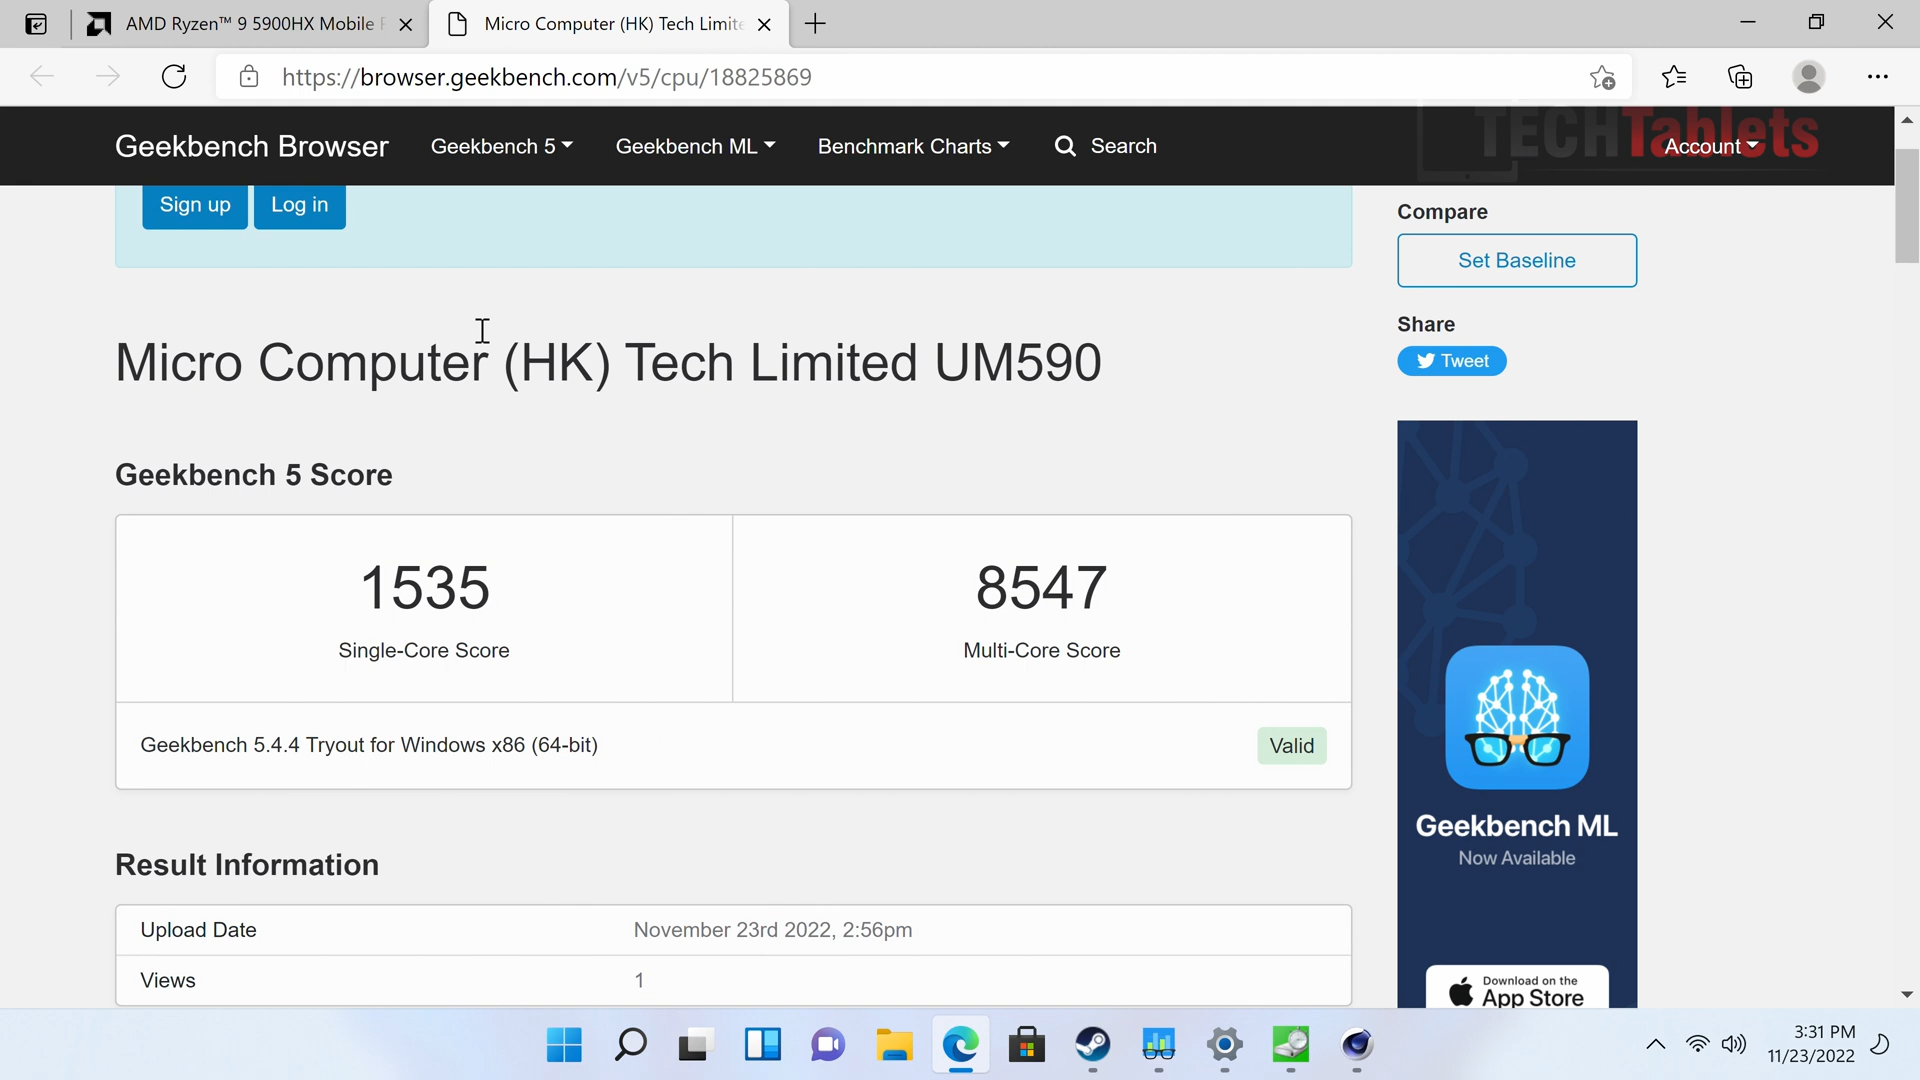 AMD Ryzen™ 9 5900HX Mobile
Micro Computer (HK) Tech Limite
https://browser.geekbench.com/v5/cpu/18825869
Geekbench Browser
Geekbench 5
Geekbench ML
Benchmark Charts
Search
TECHTablets
Account
Sign up
Log in
Compare
Set Baseline
Share
Tweet
Micro Computer (HK) Tech Limited UM590
Geekbench 5 Score
1535
Single-Core Score
8547
Multi-Core Score
Geekbench 5.4.4 Tryout for Windows x86 (64-bit)
Valid
Result Information
Upload Date
November 23rd 2022, 2:56pm
Views
1
Geekbench ML
Now Available
Download on the
App Store
3:31 PM
11/23/2022